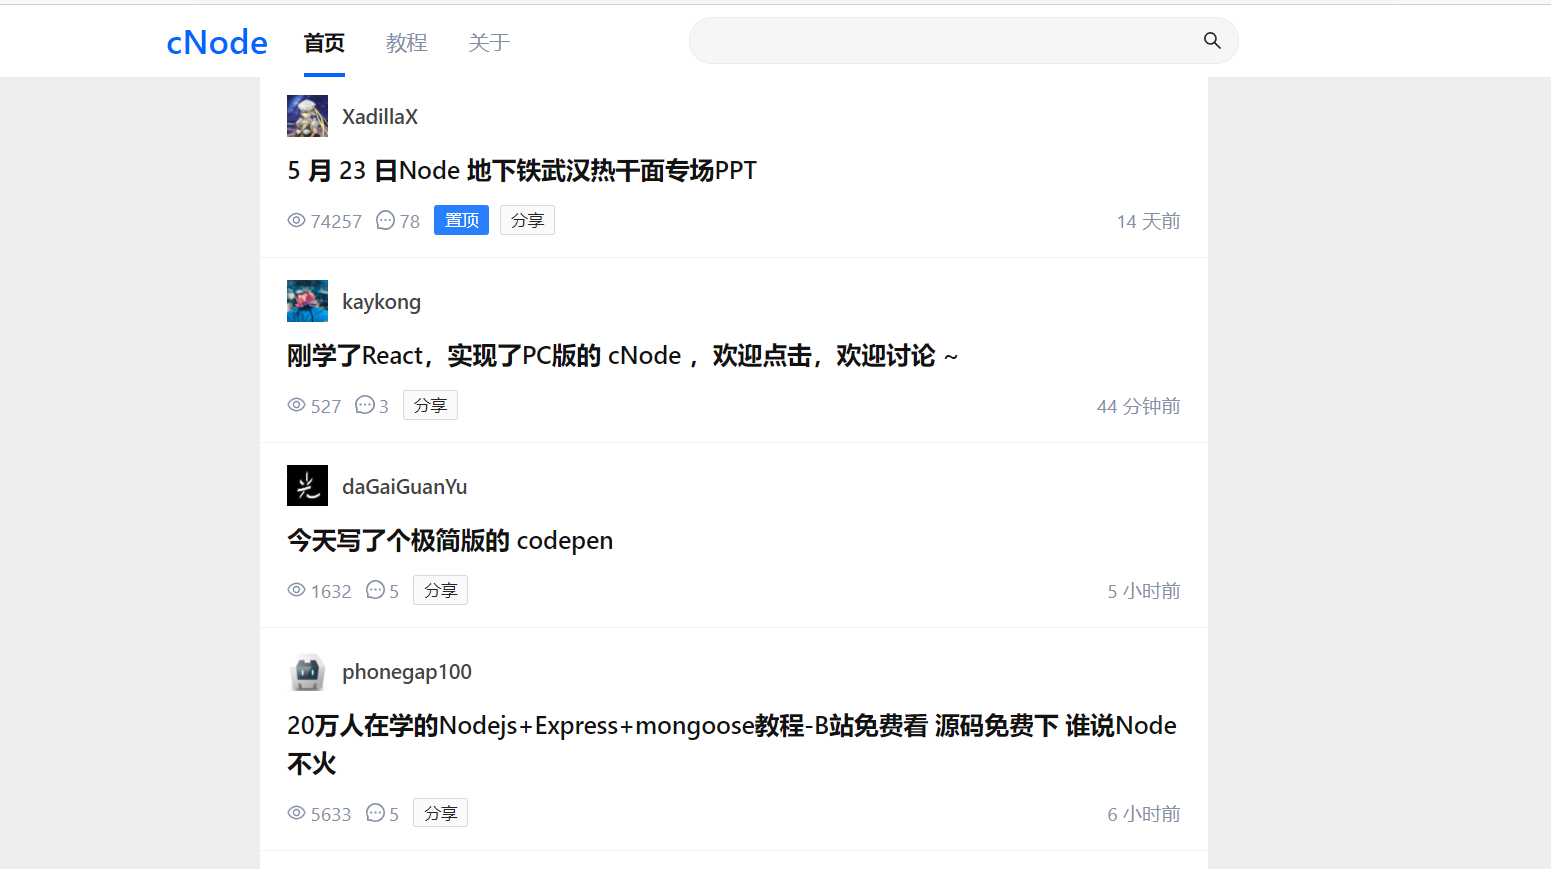 cNode 首页 教程 关于
XadillaX
5 月 23 日Node 地下铁武汉热干面专场PPT
74257 78 置顶 分享 14 天前
kaykong
刚学了React，实现了PC版的 cNode ，欢迎点击，欢迎讨论 ~
527 3 分享 44 分钟前
光
daGaiGuanYu
今天写了个极简版的 codepen
1632 5 分享 5 小时前
phonegap100
20万人在学的Nodejs+Express+mongoose教程-B站免费看 源码免费下 谁说Node
不火
5633 5 分享 6 小时前